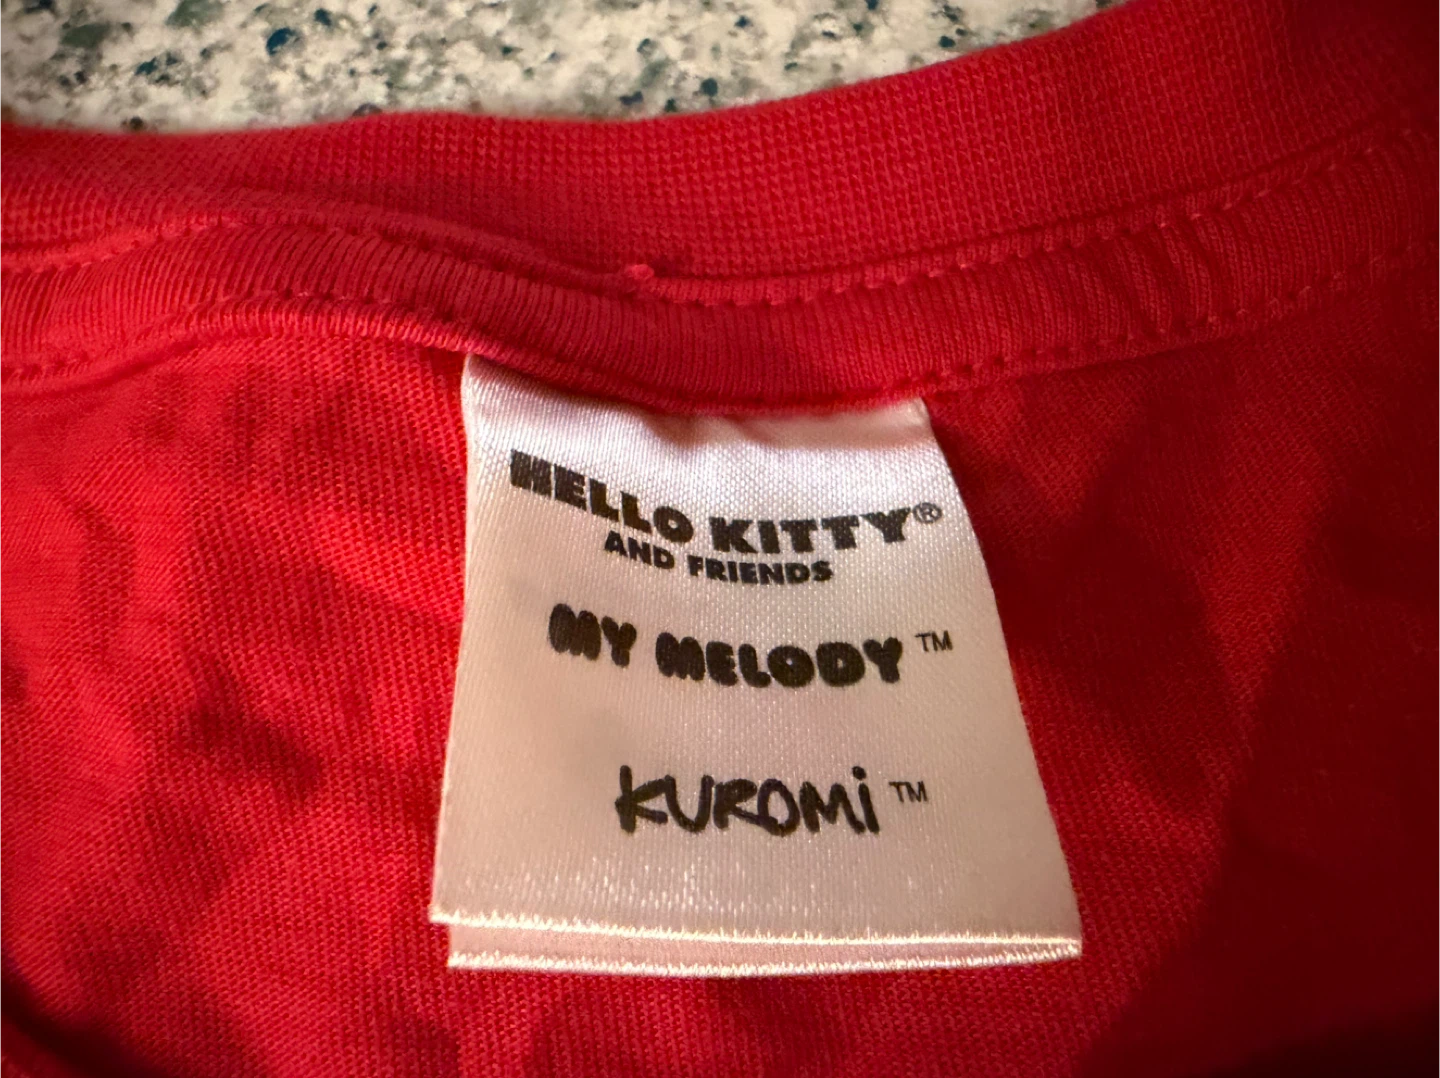 HELLO KITTY®
AND FRIENDS
MY MELODY™
KUROMi™